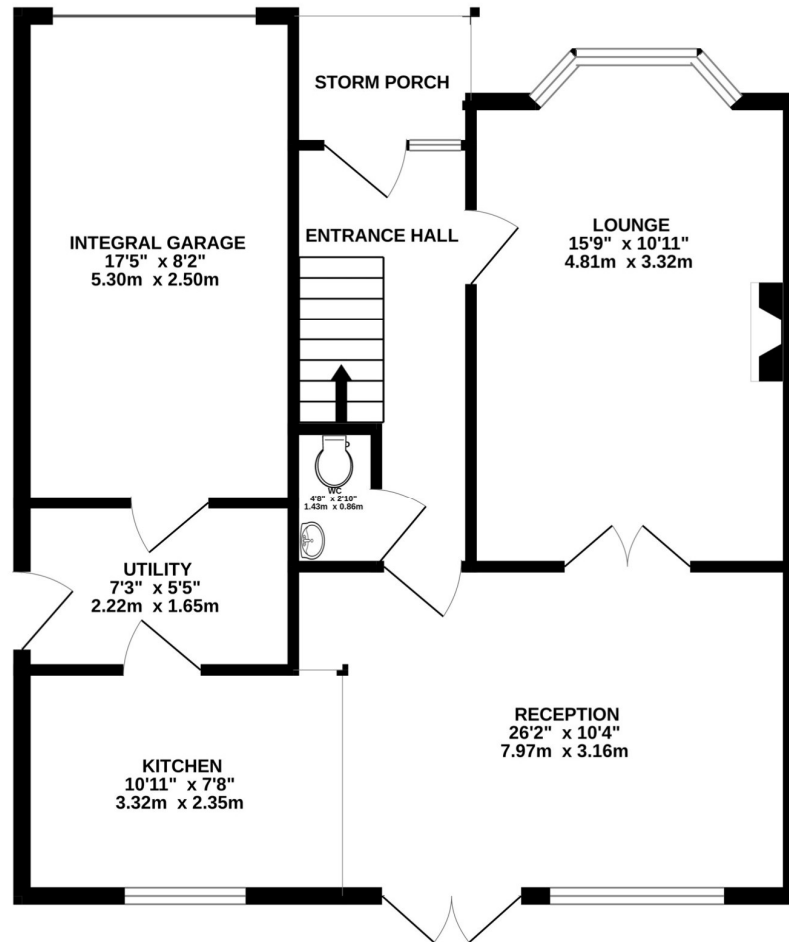 STORM PORCH
INTEGRAL GARAGE
17'5" x 8'2"
5.30m x 2.50m
ENTRANCE HALL
LOUNGE
15'9" x 10'11"
4.81m x 3.32m
WC
4'8" x 2'10"
1.43m x 0.86m
UTILITY
7'3" x 5'5"
2.22m x 1.65m
RECEPTION
26'2" x 10'4"
7.97m x 3.16m
KITCHEN
10'11" x 7'8"
3.32m x 2.35m